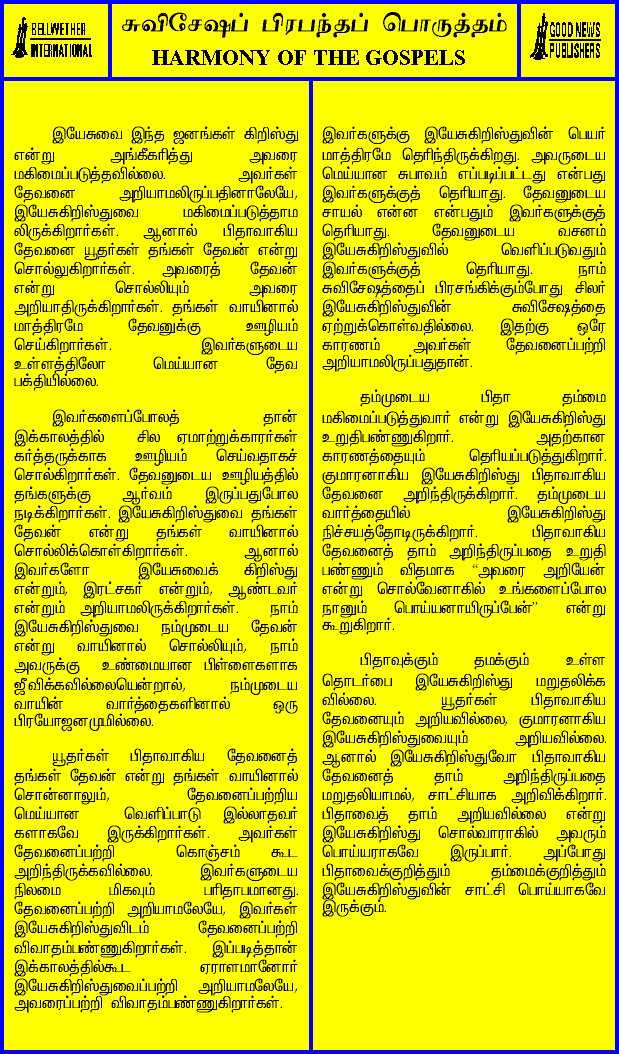 BELLWETHER
INTERNATIONAL
சுவிசேஷப் பிரபந்தப் பொருத்தம்
HARMONY OF THE GOSPELS
GOOD NEWS
PUBLISHERS
இயேசுவை இந்த ஜனங்கள் கிறிஸ்து
என்று அங்கீகரித்து அவரை
மகிமைப்படுத்தவில்லை. அவர்கள்
தேவனை அறியாமலிருப்பதினாலேயே,
இயேசுகிறிஸ்துவை மகிமைப்படுத்தாம
லிருக்கிறார்கள். ஆனால் பிதாவாகிய
தேவனை யூதர்கள் தங்கள் தேவன் என்று
சொல்லுகிறார்கள். அவரைத் தேவன்
என்று சொல்லியும் அவரை
அறியாதிருக்கிறார்கள். தங்கள் வாயினால்
மாத்திரமே தேவனுக்கு ஊழியம்
செய்கிறார்கள். இவர்களுடைய
உள்ளத்திலோ மெய்யான தேவ
பக்தியில்லை.
இவர்களைப்போலத் தான்
இக்காலத்தில் சில ஏமாற்றுக்காரர்கள்
கர்த்தருக்காக ஊழியம் செய்வதாகச்
சொல்கிறார்கள். தேவனுடைய ஊழியத்தில்
தங்களுக்கு ஆர்வம் இருப்பதுபோல
நடிக்கிறார்கள். இயேசுகிறிஸ்துவை தங்கள்
தேவன் என்று தங்கள் வாயினால்
சொல்லிக்கொள்கிறார்கள். ஆனால்
இவர்களோ இயேசுவைக் கிறிஸ்து
என்றும், இரட்சகர் என்றும், ஆண்டவர்
என்றும் அறியாமலிருக்கிறார்கள். நாம்
இயேசுகிறிஸ்துவை நம்முடைய தேவன்
என்று வாயினால் சொல்லியும், நாம்
அவருக்கு உண்மையான பிள்ளைகளாக
ஜீவிக்கவில்லையென்றால், நம்முடைய
வாயின் வார்த்தைகளினால் ஒரு
பிரயோஜனமுமில்லை.
யூதர்கள் பிதாவாகிய தேவனைத்
தங்கள் தேவன் என்று தங்கள் வாயினால்
சொன்னாலும், தேவனைப்பற்றிய
மெய்யான வெளிப்பாடு இல்லாதவர்
களாகவே இருக்கிறார்கள். அவர்கள்
தேவனைப்பற்றி கொஞ்சம் கூட
அறிந்திருக்கவில்லை. இவர்களுடைய
நிலமை மிகவும் பரிதாபமானது.
தேவனைப்பற்றி அறியாமலேயே, இவர்கள்
இயேசுகிறிஸ்துவிடம் தேவனைப்பற்றி
விவாதம்பண்ணுகிறார்கள். இப்படித்தான்
இக்காலத்தில்கூட ஏராளமானோர்
இயேசுகிறிஸ்துவைப்பற்றி அறியாமலேயே,
அவரைப்பற்றி விவாதம்பண்ணுகிறார்கள்.
இவர்களுக்கு இயேசுகிறிஸ்துவின் பெயர்
மாத்திரமே தெரிந்திருக்கிறது. அவருடைய
மெய்யான சுபாவம் எப்படிப்பட்டது என்பது
இவர்களுக்குத் தெரியாது. தேவனுடைய
சாயல் என்ன என்பதும் இவர்களுக்குத்
தெரியாது. தேவனுடைய வசனம்
இயேசுகிறிஸ்துவில் வெளிப்படுவதும்
இவர்களுக்குத் தெரியாது. நாம்
சுவிசேஷத்தைப் பிரசங்கிக்கும்போது சிலர்
இயேசுகிறிஸ்துவின் சுவிசேஷத்தை
ஏற்றுக்கொள்வதில்லை. இதற்கு ஒரே
காரணம் அவர்கள் தேவனைப்பற்றி
அறியாமலிருப்பதுதான்.
தம்முடைய பிதா தம்மை
மகிமைப்படுத்துவார் என்று இயேசுகிறிஸ்து
உறுதிபண்ணுகிறார். அதற்கான
காரணத்தையும் தெரியப்படுத்துகிறார்.
குமாரனாகிய இயேசுகிறிஸ்து பிதாவாகிய
தேவனை அறிந்திருக்கிறார். தம்முடைய
வார்த்தையில் இயேசுகிறிஸ்து
நிச்சயத்தோடிருக்கிறார். பிதாவாகிய
தேவனைத் தாம் அறிந்திருப்பதை உறுதி
பண்ணும் விதமாக “அவரை அறியேன்
என்று சொல்வேனாகில் உங்களைப்போல
நானும் பொய்யனாயிருப்பேன்” என்று
கூறுகிறார்.
பிதாவுக்கும் தமக்கும் உள்ள
தொடர்பை இயேசுகிறிஸ்து மறுதலிக்க
வில்லை. யூதர்கள் பிதாவாகிய
தேவனையும் அறியவில்லை, குமாரனாகிய
இயேசுகிறிஸ்துவையும் அறியவில்லை.
ஆனால் இயேசுகிறிஸ்துவோ பிதாவாகிய
தேவனைத் தாம் அறிந்திருப்பதை
மறுதலியாமல், சாட்சியாக அறிவிக்கிறார்.
பிதாவைத் தாம் அறியவில்லை என்று
இயேசுகிறிஸ்து சொல்வாராகில் அவரும்
பொய்யராகவே இருப்பார். அப்போது
பிதாவைக்குறித்தும் தம்மைக்குறித்தும்
இயேசுகிறிஸ்துவின் சாட்சி பொய்யாகவே
இருக்கும்.